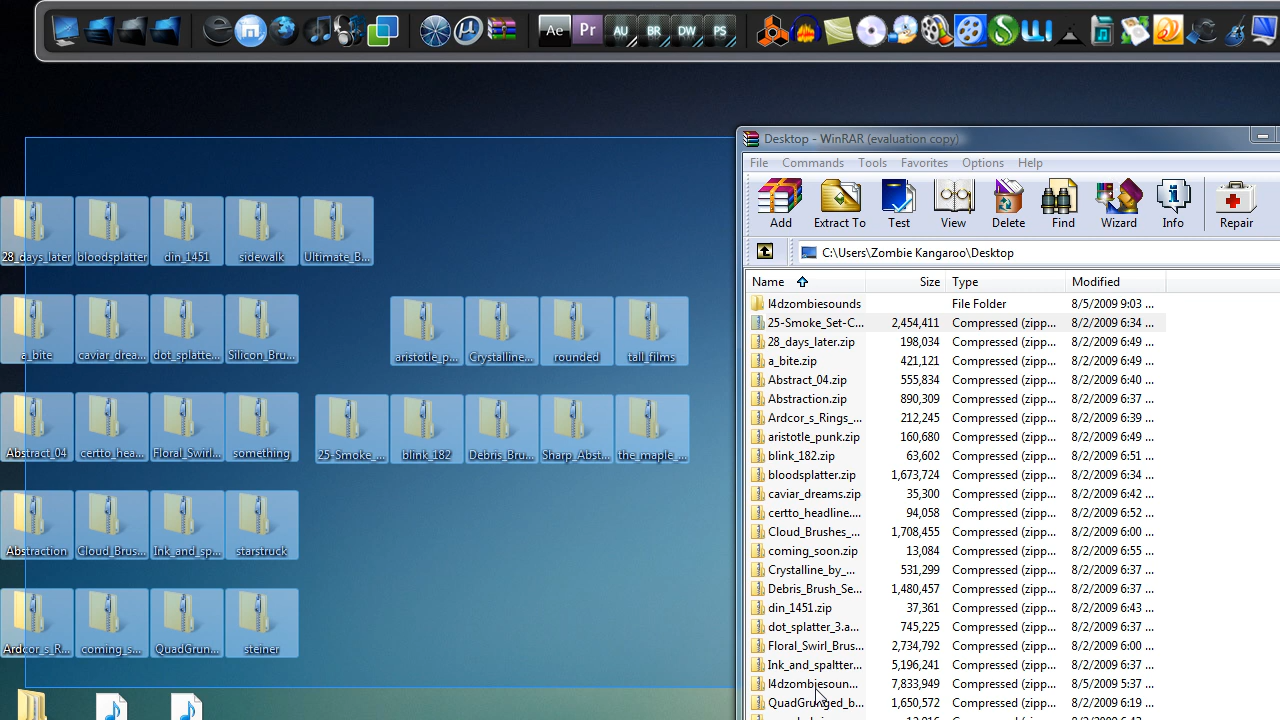 Ae Pr AU BR DW PS
Desktop - WinRAR (evaluation copy)
File Commands Tools Favorites Options Help
Add Extract To Test View Delete Find Wizard Info Repair
C:\Users\Zombie Kangaroo\Desktop
28_days_later bloodsplatter din_1451 sidewalk Ultimate_B...
a_bite caviar_drea... dot_splatte... Silicon_Bru...
aristotle_p... Crystalline... rounded tall_films
Abstract_04 certto_hea... Floral_Swirl... something
25-Smoke_... blink_182 Debris_Bru... Sharp_Abst... the_maple_...
Abstraction Cloud_Brus... Ink_and_sp... starstruck
Ardcor_s_R... coming_s... QuadGrun... steiner
Name Size Type Modified
l4dzombiesounds File Folder 8/5/2009 9:03 ...
25-Smoke_Set-C... 2,454,411 Compressed (zipp... 8/2/2009 6:34 ...
28_days_later.zip 198,034 Compressed (zipp... 8/2/2009 6:49 ...
a_bite.zip 421,121 Compressed (zipp... 8/2/2009 6:49 ...
Abstract_04.zip 555,834 Compressed (zipp... 8/2/2009 6:40 ...
Abstraction.zip 890,309 Compressed (zipp... 8/2/2009 6:37 ...
Ardcor_s_Rings_... 212,245 Compressed (zipp... 8/2/2009 6:39 ...
aristotle_punk.zip 160,680 Compressed (zipp... 8/2/2009 6:49 ...
blink_182.zip 63,602 Compressed (zipp... 8/2/2009 6:51 ...
bloodsplatter.zip 1,673,724 Compressed (zipp... 8/2/2009 6:34 ...
caviar_dreams.zip 35,300 Compressed (zipp... 8/2/2009 6:42 ...
certto_headline.... 94,058 Compressed (zipp... 8/2/2009 6:52 ...
Cloud_Brushes_... 1,708,455 Compressed (zipp... 8/2/2009 6:00 ...
coming_soon.zip 13,084 Compressed (zipp... 8/2/2009 6:55 ...
Crystalline_by_... 531,299 Compressed (zipp... 8/2/2009 6:37 ...
Debris_Brush_Se... 1,480,457 Compressed (zipp... 8/2/2009 6:37 ...
din_1451.zip 37,361 Compressed (zipp... 8/2/2009 6:43 ...
dot_splatter_3.a... 745,225 Compressed (zipp... 8/2/2009 6:37 ...
Floral_Swirl_Brus... 2,734,792 Compressed (zipp... 8/2/2009 6:00 ...
Ink_and_spaltter... 5,196,241 Compressed (zipp... 8/2/2009 6:37 ...
l4dzombiesoun... 7,833,949 Compressed (zipp... 8/5/2009 5:37 ...
QuadGrunged_b... 1,650,572 Compressed (zipp... 8/2/2009 6:19 ...